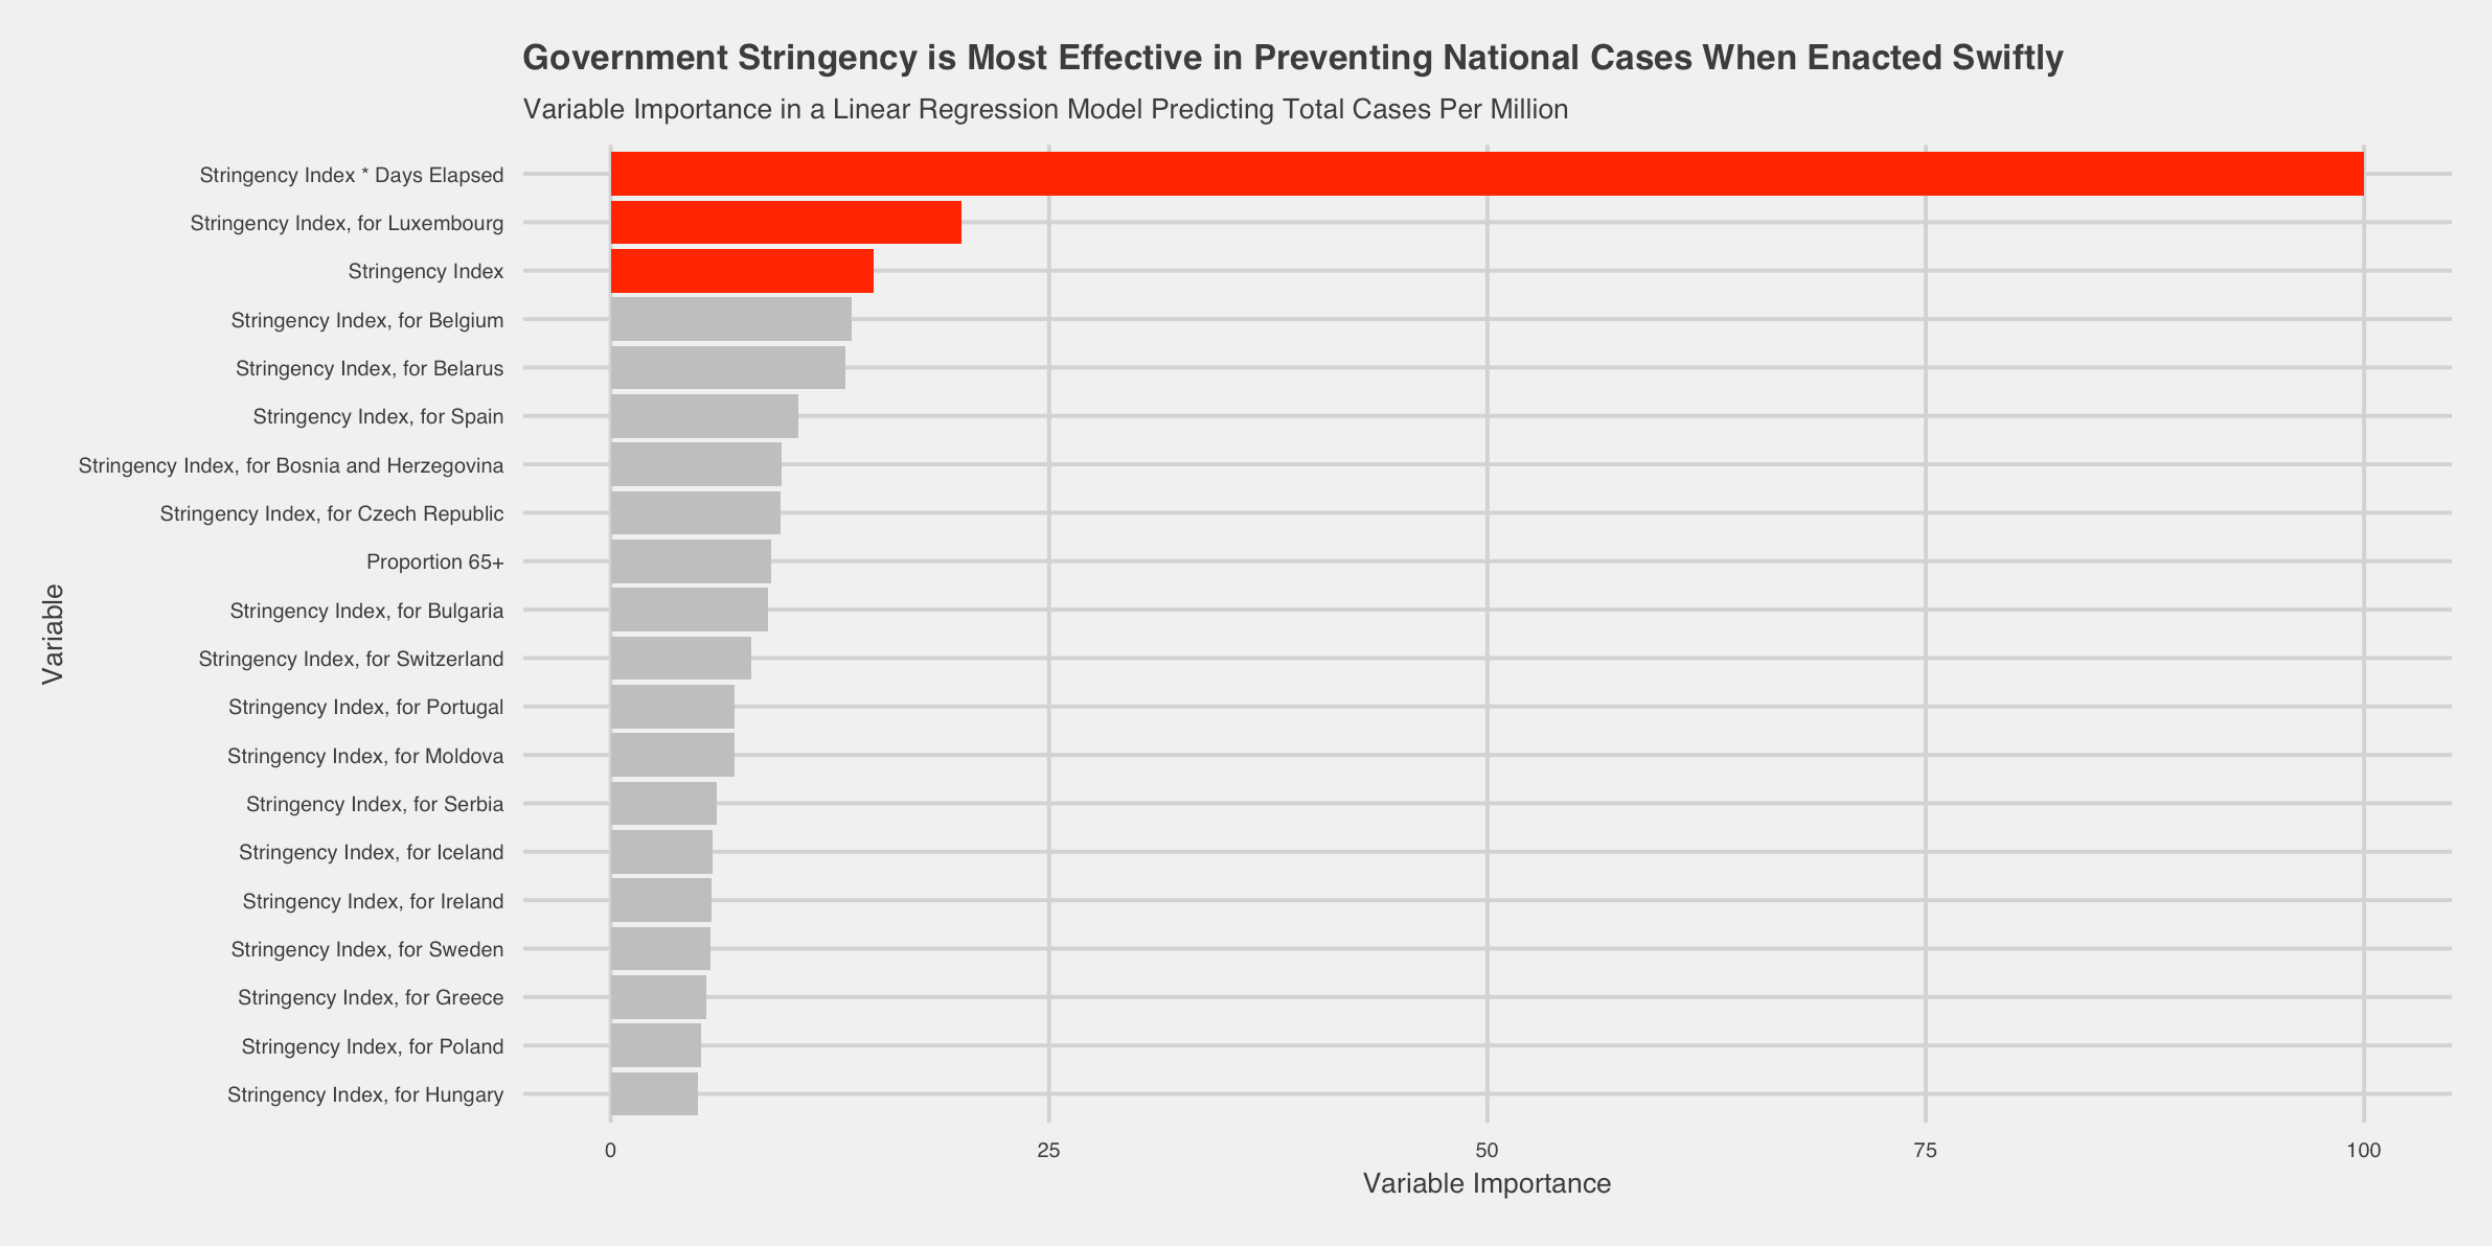 Government Stringency is Most Effective in Preventing National Cases When Enacted Swiftly
Variable Importance in a Linear Regression Model Predicting Total Cases Per Million
Stringency Index * Days Elapsed
Stringency Index, for Luxembourg
Stringency Index
Stringency Index, for Belgium
Stringency Index, for Belarus
Stringency Index, for Spain
Stringency Index, for Bosnia and Herzegovina
Stringency Index, for Czech Republic
Proportion 65+
Stringency Index, for Bulgaria
Stringency Index, for Switzerland
Stringency Index, for Portugal
Stringency Index, for Moldova
Stringency Index, for Serbia
Stringency Index, for Iceland
Stringency Index, for Ireland
Stringency Index, for Sweden
Stringency Index, for Greece
Stringency Index, for Poland
Stringency Index, for Hungary
Variable
0 25 50 75 100
Variable Importance